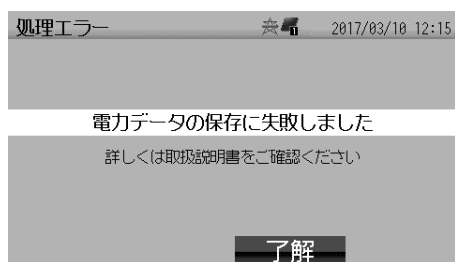 処理エラー 1 2017/03/10 12:15
電力データの保存に失敗しました
詳しくは取扱説明書をご確認ください
了解